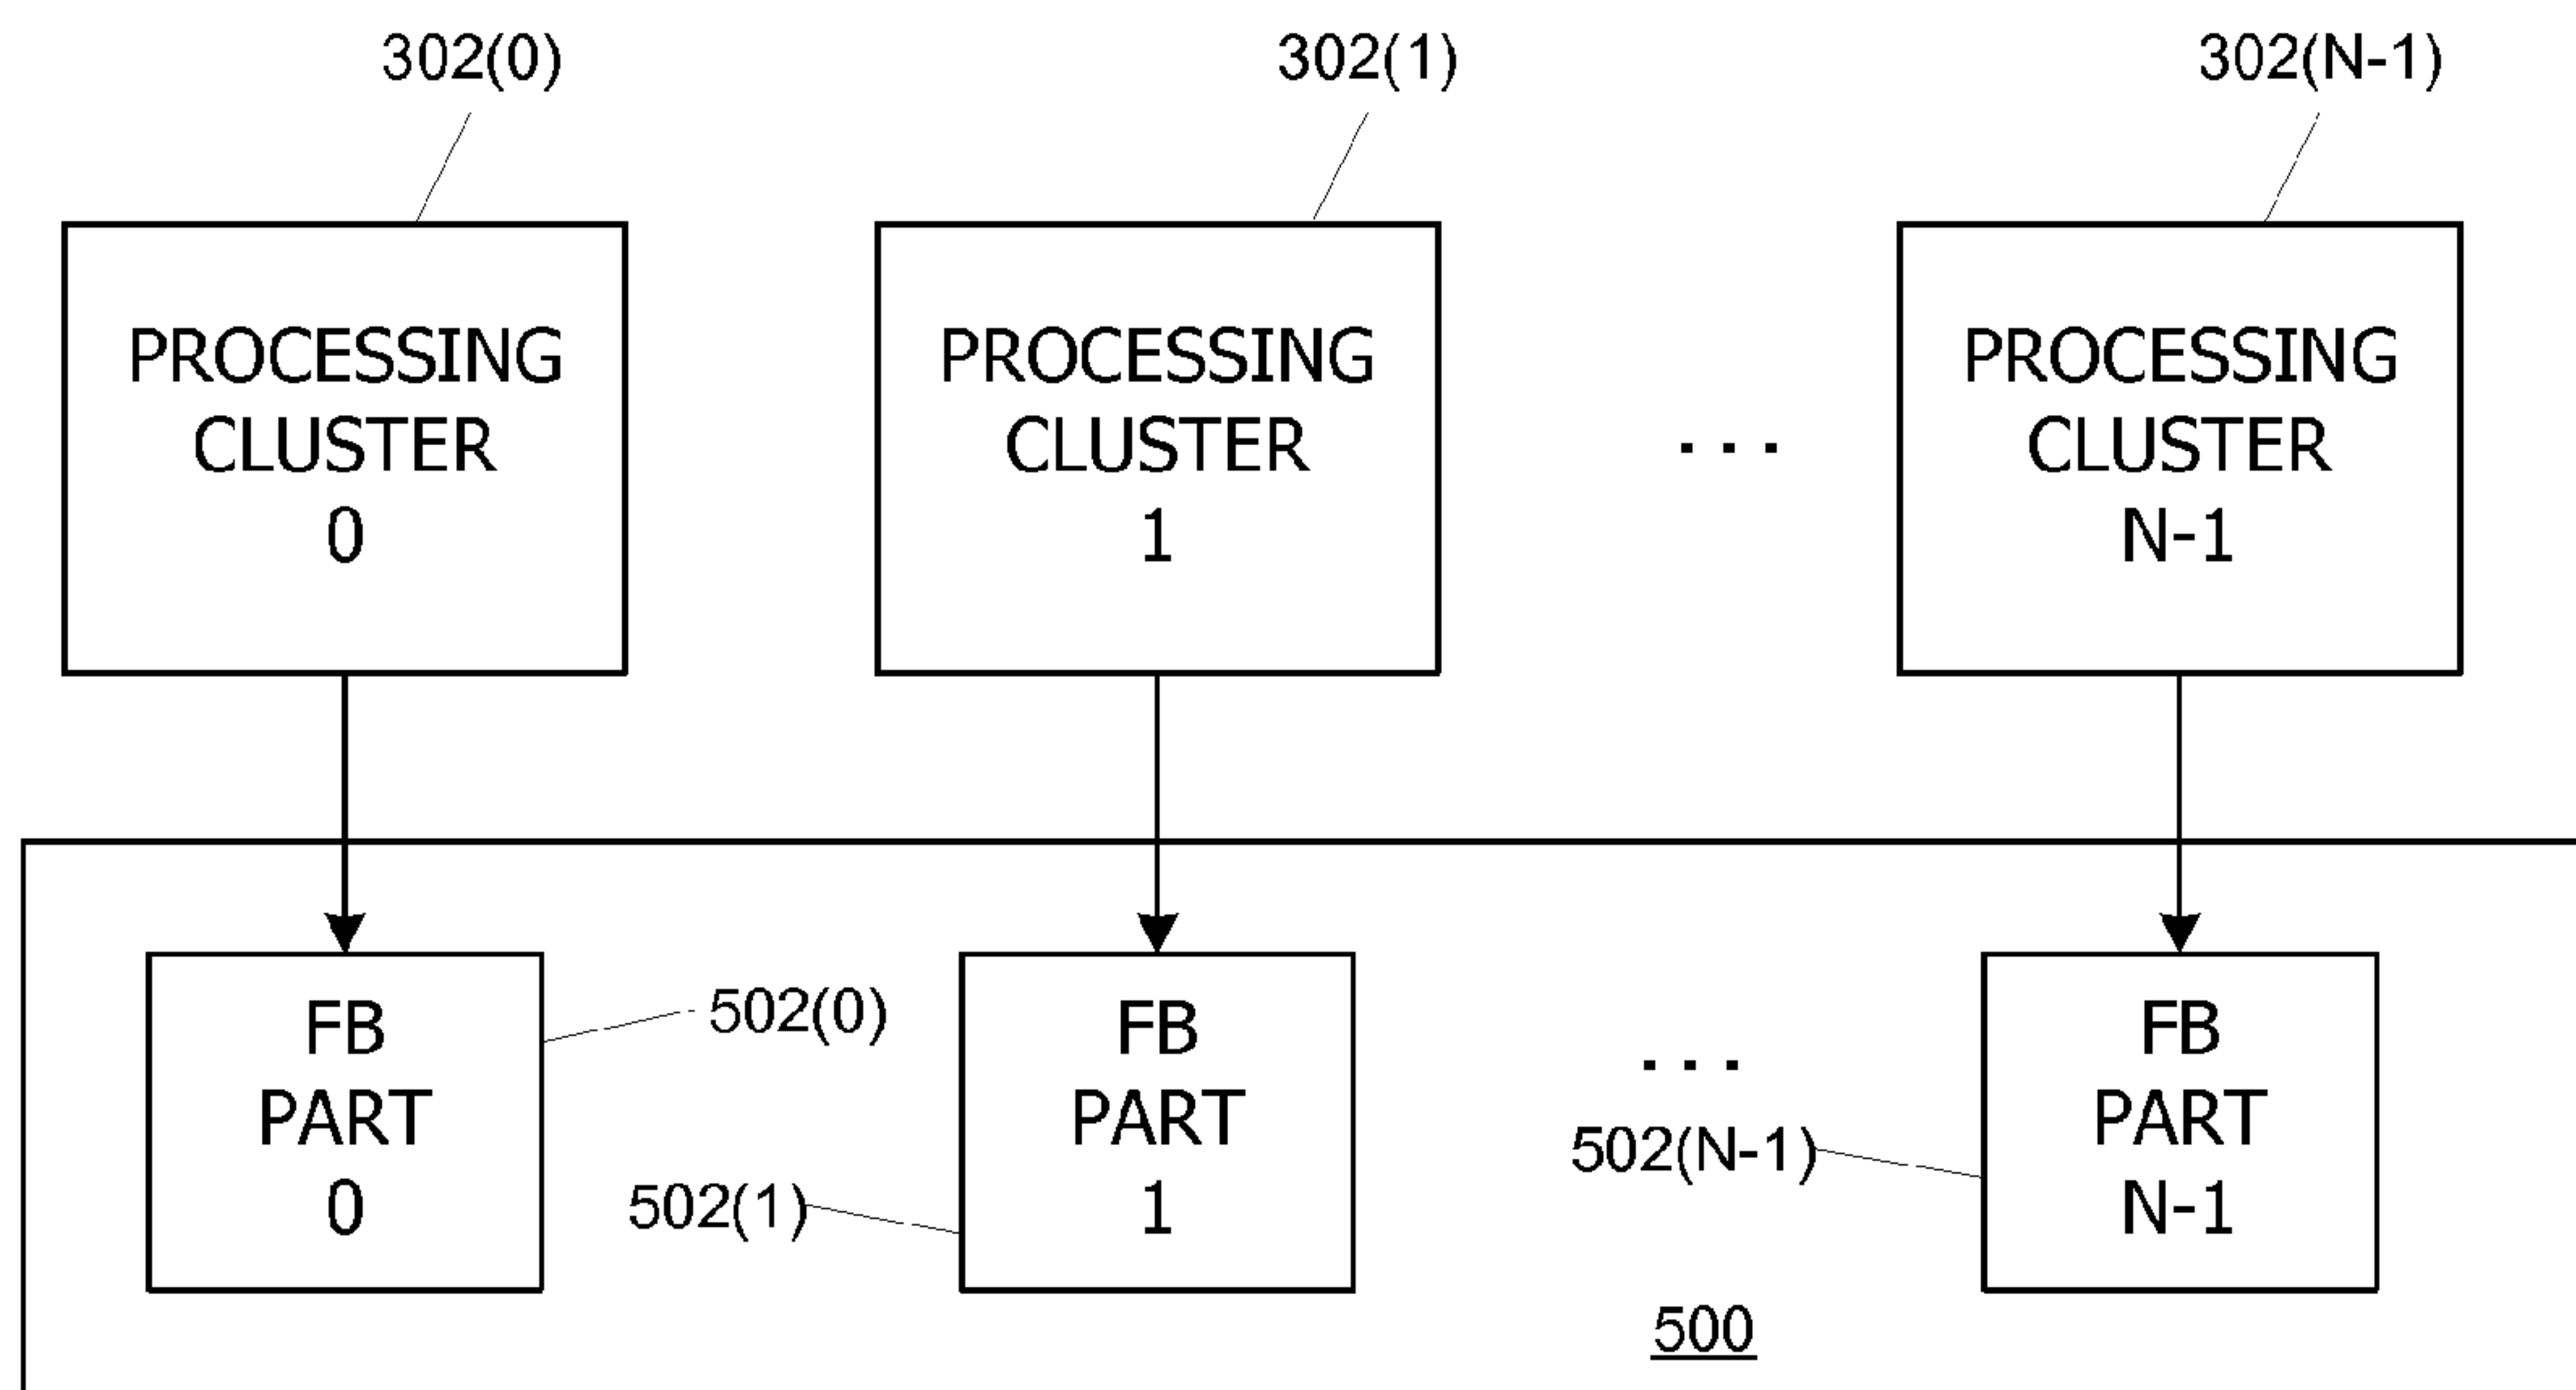 302(0)
302(1)
302(N-1)
PROCESSING
CLUSTER
0
PROCESSING
CLUSTER
1
. . .
PROCESSING
CLUSTER
N-1
FB
PART
0
502(0)
502(1)
FB
PART
1
. . .
502(N-1)
FB
PART
N-1
500